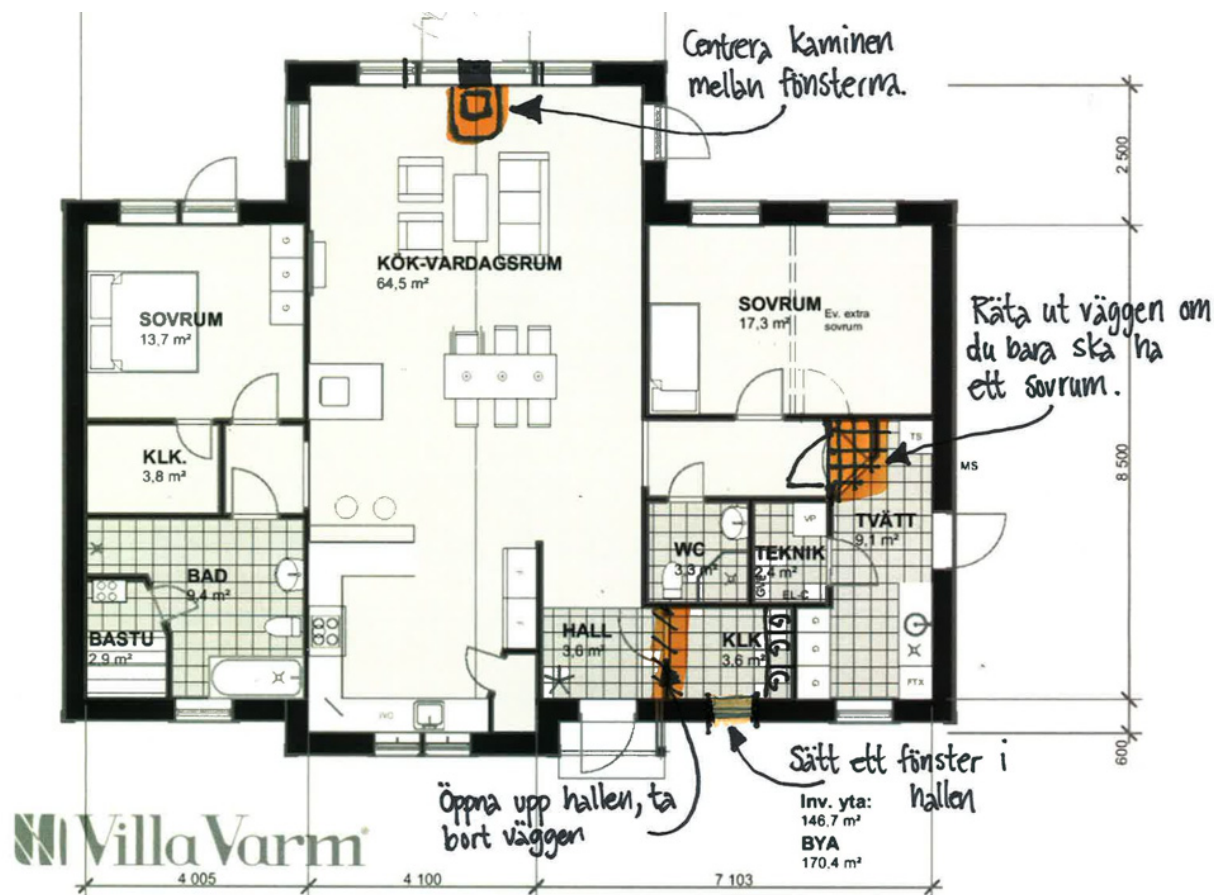 Centrera kaminen
mellan fönsterna.
2 500
KÖK-VARDAGSRUM
64,5 m²
SOVRUM
13,7 m²
G
G
G
SOVRUM
17,3 m²
Ev. extra
sovrum
Räta ut väggen om
du bara ska ha
ett sovrum.
KLK.
3,8 m²
TS
MS
8 500
VP
TVÄTT
9,1 m²
WC
3,3 m²
TEKNIK
2,4 m²
EL-C
BAD
9,4 m²
BASTU
2,9 m²
HALL
3,6 m²
KLK
3,6 m²
G
G
G
G
G
G
FTX
600
Öppna upp hallen, ta
bort väggen
Sätt ett fönster i
hallen
Inv. yta:
146,7 m²
BYA
170,4 m²
Villa Varm
4 005
4 100
7 103